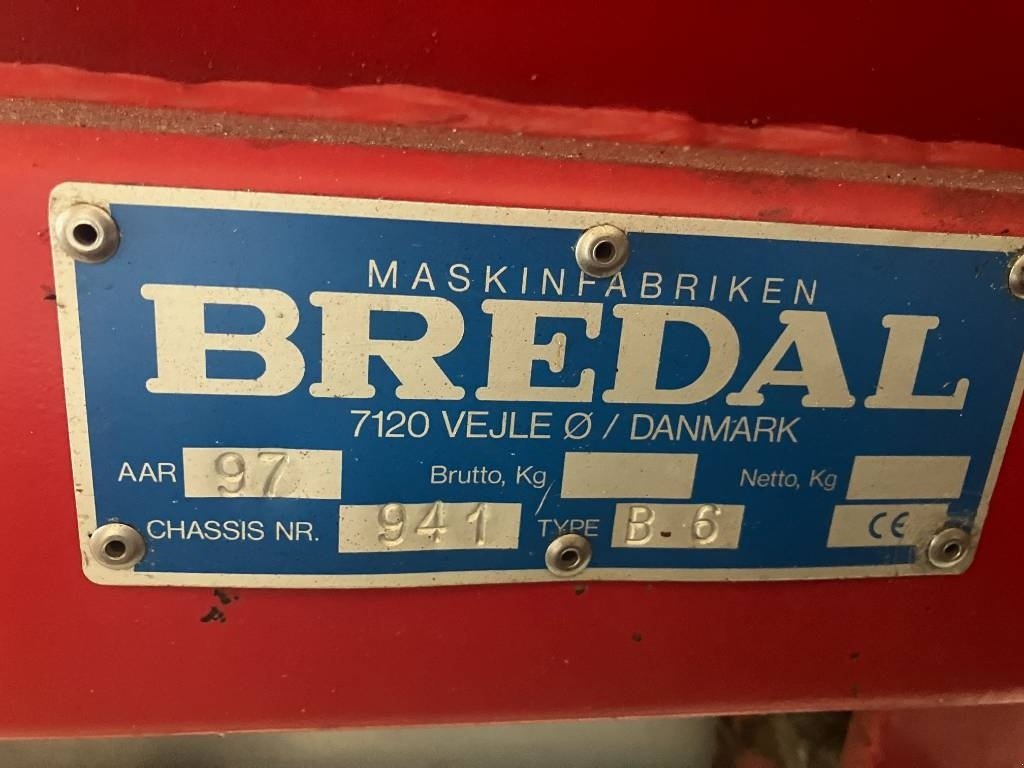 MASKINFABRIKEN
BREDAL
7120 VEJLE Ø / DANMARK
AAR 97 Brutto, Kg Netto, Kg
CHASSIS NR. 941 TYPE B-6 CE